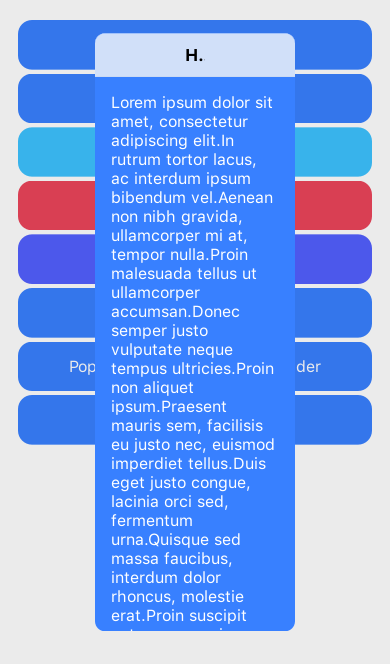 H.
Lorem ipsum dolor sit
amet, consectetur
adipiscing elit.In
rutrum tortor lacus,
ac interdum ipsum
bibendum vel.Aenean
non nibh gravida,
ullamcorper mi at,
tempor nulla.Proin
malesuada tellus ut
ullamcorper
accumsan.Donec
semper justo
vulputate neque
tempus ultricies.Proin
non aliquet
ipsum.Praesent
mauris sem, facilisis
eu justo nec, euismod
imperdiet tellus.Duis
eget justo congue,
lacinia orci sed,
fermentum
urna.Quisque sed
massa faucibus,
interdum dolor
rhoncus, molestie
erat.Proin suscipit
Pop
der